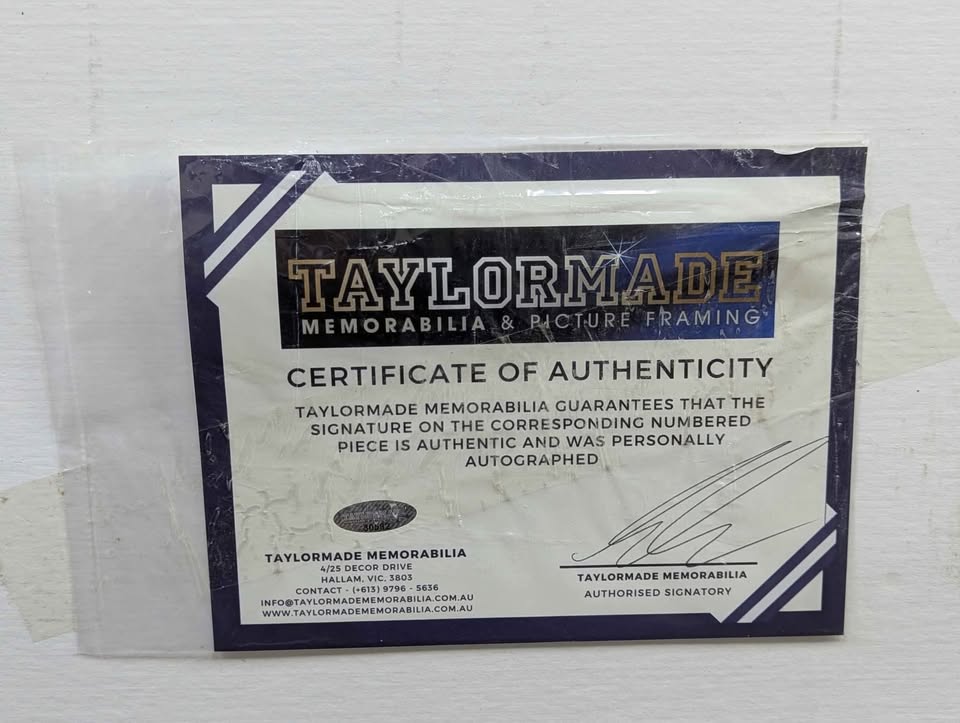 TAYLORMADE
MEMORABILIA & PICTURE FRAMING
CERTIFICATE OF AUTHENTICITY
TAYLORMADE MEMORABILIA GUARANTEES THAT THE
SIGNATURE ON THE CORRESPONDING NUMBERED
PIECE IS AUTHENTIC AND WAS PERSONALLY
AUTOGRAPHED
TAYLORMADE MEMORABILIA
4/25 DECOR DRIVE
HALLAM, VIC, 3803
CONTACT - (+613) 9796 - 5636
INFO@TAYLORMADEMEMORABILIA.COM.AU
WWW.TAYLORMADEMEMORABILIA.COM.AU
TAYLORMADE MEMORABILIA
AUTHORISED SIGNATORY